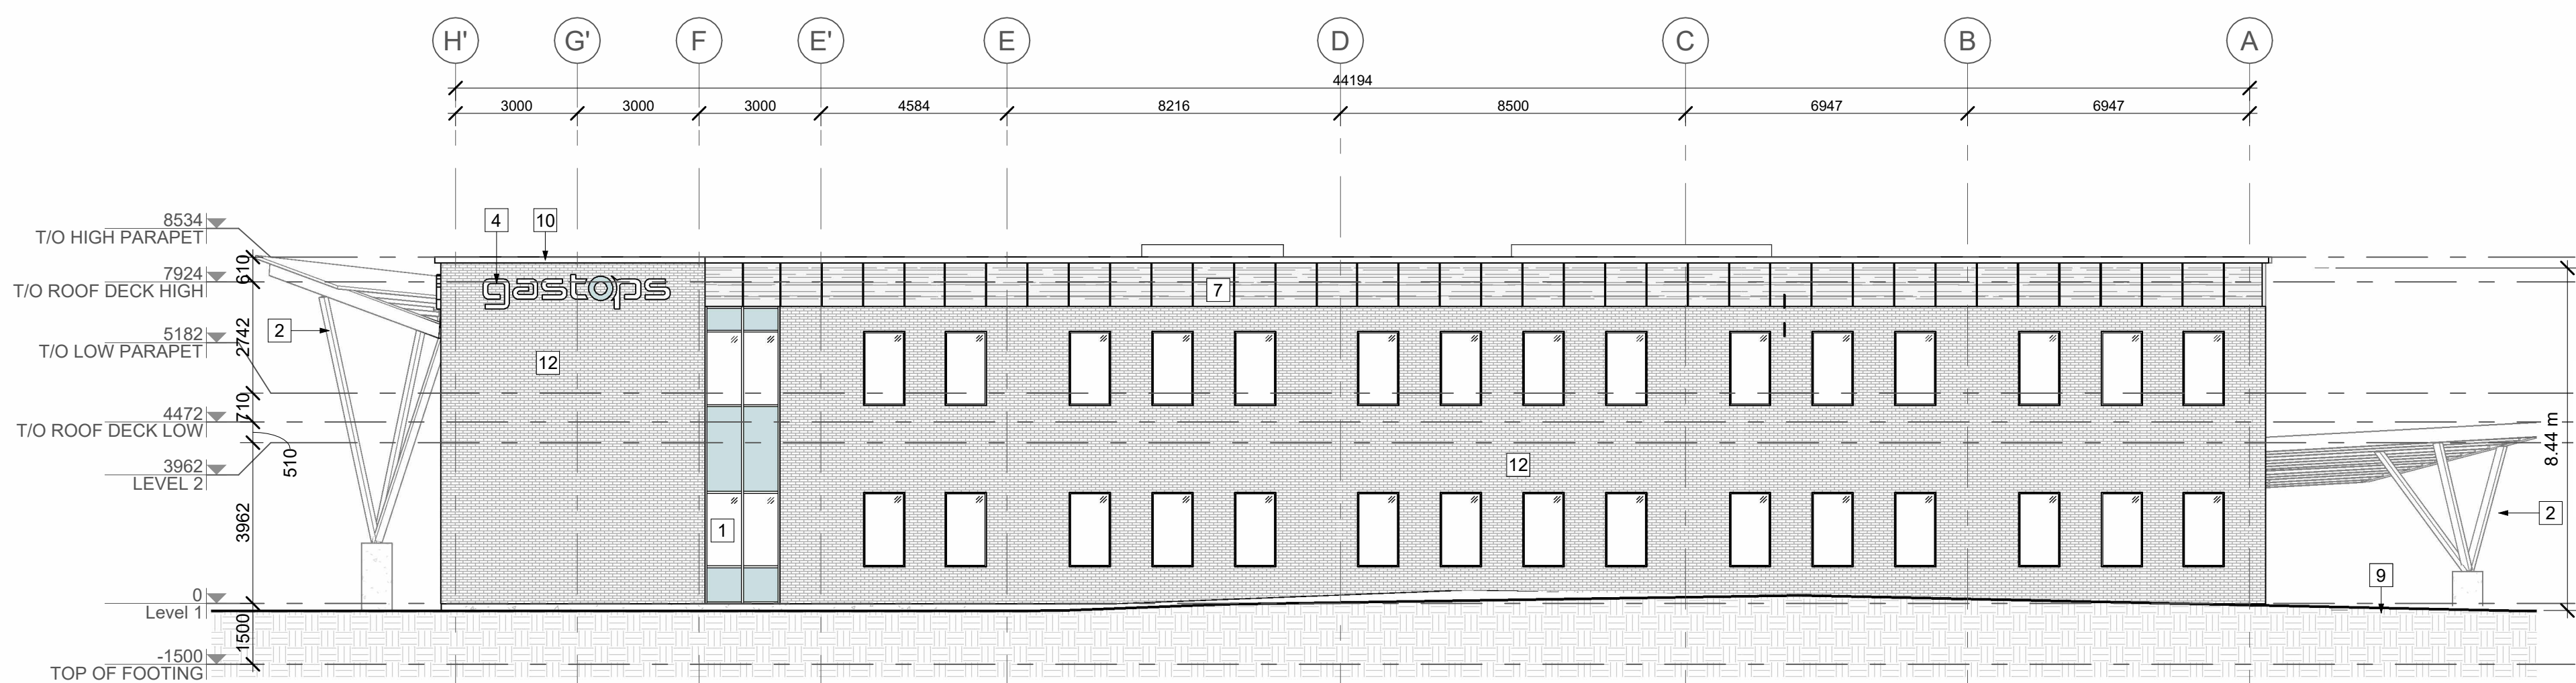 H' G' F E' E D C B A
44194
3000 3000 3000 4584 8216 8500 6947 6947
4 10
8534
T/O HIGH PARAPET
610
7924
T/O ROOF DECK HIGH
gastops
7
2
2742
5182
T/O LOW PARAPET
12
710
4472
T/O ROOF DECK LOW
510
3962
LEVEL 2
12
8.44 m
3962
1
2
9
0
Level 1
1500
-1500
TOP OF FOOTING